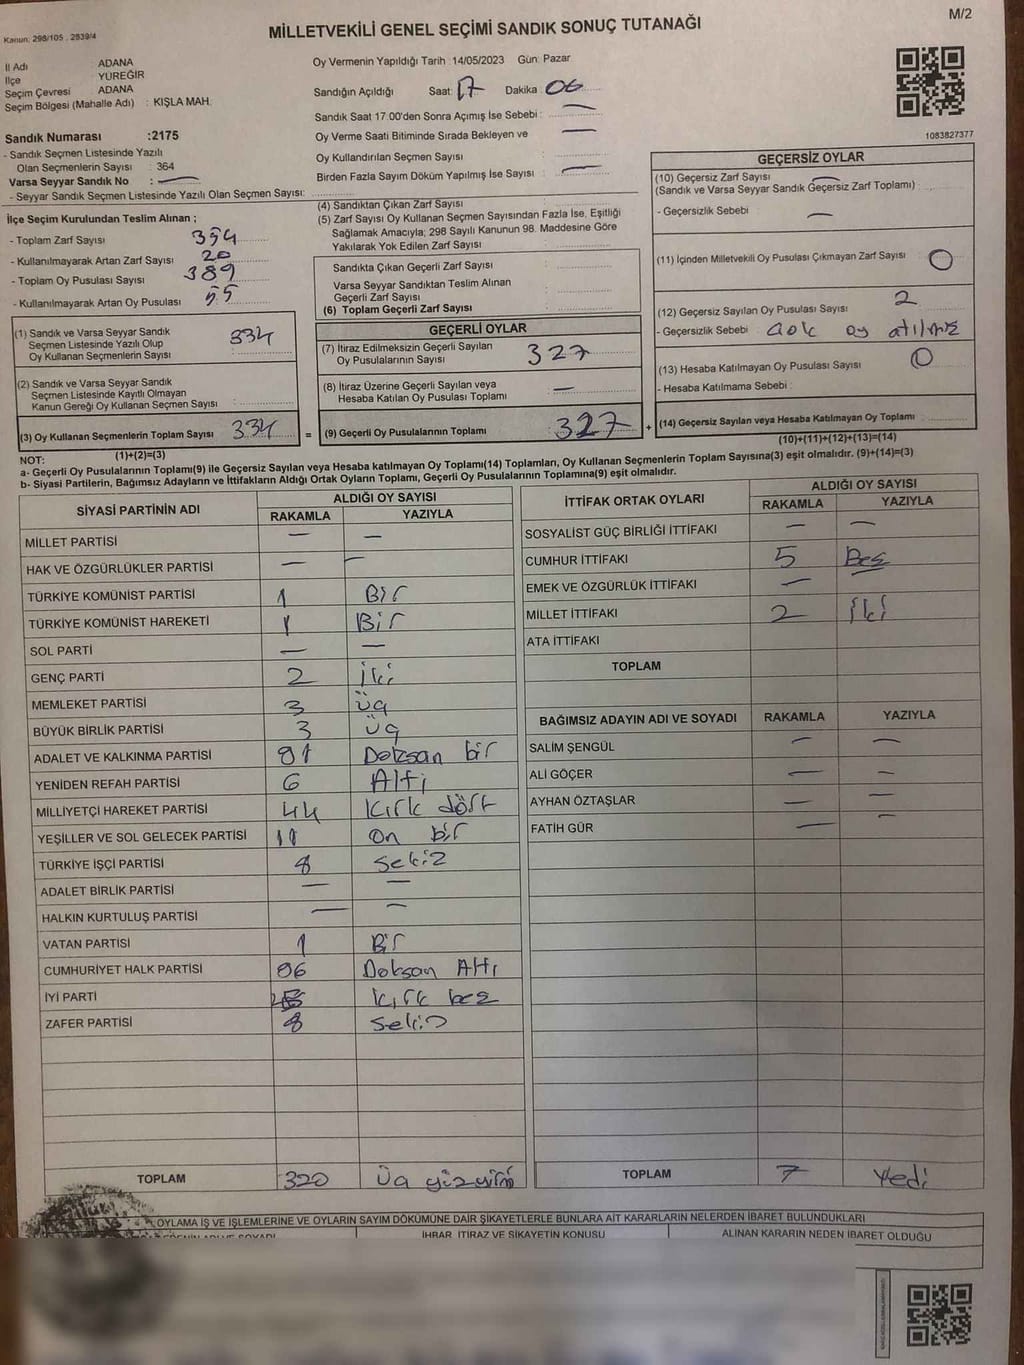 M/2
Kanun: 298/105 , 2839/4
MİLLETVEKİLİ GENEL SEÇİMİ SANDIK SONUÇ TUTANAĞI
İl Adı ADANA
İlçe YÜREĞİR
Seçim Çevresi ADANA
Seçim Bölgesi (Mahalle Adı) : KIŞLA MAH.
Sandık Numarası :2175
- Sandık Seçmen Listesinde Yazılı
Olan Seçmenlerin Sayısı : 364
Varsa Seyyar Sandık No : —
- Seyyar Sandık Seçmen Listesinde Yazılı Olan Seçmen Sayısı:
Oy Vermenin Yapıldığı Tarih :14/05/2023 Gün: Pazar
Sandığın Açıldığı Saat: 17 Dakika 06
Sandık Saat 17.00'den Sonra Açımış İse Sebebi : —
Oy Verme Saati Bitiminde Sırada Bekleyen ve —
Oy Kullandırılan Seçmen Sayısı :
Birden Fazla Sayım Döküm Yapılmış İse Sayısı : —
1083827377
İlçe Seçim Kurulundan Teslim Alınan ;
- Toplam Zarf Sayısı 354
- Kullanılmayarak Artan Zarf Sayısı : 20
- Toplam Oy Pusulası Sayısı : 389
- Kullanılmayarak Artan Oy Pusulası : 55
(1) Sandık ve Varsa Seyyar Sandık
Seçmen Listesinde Yazılı Olup
Oy Kullanan Seçmenlerin Sayısı 334
(2) Sandık ve Varsa Seyyar Sandık
Seçmen Listesinde Kayıtlı Olmayan
Kanun Gereği Oy Kullanan Seçmen Sayısı :
(3) Oy Kullanan Seçmenlerin Toplam Sayısı 334
(1)+(2)=(3)
(4) Sandıktan Çıkan Zarf Sayısı :
(5) Zarf Sayısı Oy Kullanan Seçmen Sayısından Fazla İse, Eşitliği
Sağlamak Amacıyla; 298 Sayılı Kanunun 98. Maddesine Göre
Yakılarak Yok Edilen Zarf Sayısı :
Sandıkta Çıkan Geçerli Zarf Sayısı
Varsa Seyyar Sandıktan Teslim Alınan
Geçerli Zarf Sayısı
(6) Toplam Geçerli Zarf Sayısı
GEÇERLİ OYLAR
(7) İtiraz Edilmeksizin Geçerli Sayılan
Oy Pusulalarının Sayısı 327
(8) İtiraz Üzerine Geçerli Sayılan veya
Hesaba Katılan Oy Pusulası Toplamı —
= (9) Geçerli Oy Pusulalarının Toplamı : 327 +
GEÇERSİZ OYLAR
(10) Geçersiz Zarf Sayısı : —
(Sandık ve Varsa Seyyar Sandık Geçersiz Zarf Toplamı) :
- Geçersizlik Sebebi : —
(11) İçinden Milletvekili Oy Pusulası Çıkmayan Zarf Sayısı : 0
(12) Geçersiz Sayılan Oy Pusulası Sayısı : 2
- Geçersizlik Sebebi : oy
(13) Hesaba Katılmayan Oy Pusulası Sayısı : 0
- Hesaba Katılmama Sebebi :
(14) Geçersiz Sayılan veya Hesaba Katılmayan Oy Toplamı
(10)+(11)+(12)+(13)=(14)
NOT:
a- Geçerli Oy Pusulalarının Toplamı(9) ile Geçersiz Sayılan veya Hesaba katılmayan Oy Toplamı(14) Toplamları, Oy Kullanan Seçmenlerin Toplam Sayısına(3) eşit olmalıdır. (9)+(14)=(3)
b- Siyasi Partilerin, Bağımsız Adayların ve İttifakların Aldığı Ortak Oyların Toplamı, Geçerli Oy Pusulalarının Toplamına(9) eşit olmalıdır.
SİYASİ PARTİNİN ADI ALDIĞI OY SAYISI
RAKAMLA YAZIYLA
MİLLET PARTİSİ — —
HAK VE ÖZGÜRLÜKLER PARTİSİ — —
TÜRKİYE KOMÜNİST PARTİSİ 1 Bir
TÜRKİYE KOMÜNİST HAREKETİ 1 Bir
SOL PARTİ — —
GENÇ PARTİ 2 İki
MEMLEKET PARTİSİ 3 üç
BÜYÜK BİRLİK PARTİSİ 3 üç
ADALET VE KALKINMA PARTİSİ 91 Doksan bir
YENİDEN REFAH PARTİSİ 6 Altı
MİLLİYETÇİ HAREKET PARTİSİ 44 Kırk dört
YEŞİLLER VE SOL GELECEK PARTİSİ 11 on bir
TÜRKİYE İŞÇİ PARTİSİ 8 Sekiz
ADALET BİRLİK PARTİSİ — —
HALKIN KURTULUŞ PARTİSİ — —
VATAN PARTİSİ 1 Bir
CUMHURİYET HALK PARTİSİ 96 Doksan Altı
İYİ PARTİ 45 Kırk beş
ZAFER PARTİSİ 8 Sekiz
TOPLAM 320 Üç yüzyirmi
İTTİFAK ORTAK OYLARI ALDIĞI OY SAYISI
RAKAMLA YAZIYLA
SOSYALİST GÜÇ BİRLİĞİ İTTİFAKI — —
CUMHUR İTTİFAKI 5 Beş
EMEK VE ÖZGÜRLÜK İTTİFAKI —
MİLLET İTTİFAKI 2 iki
ATA İTTİFAKI
TOPLAM
BAĞIMSIZ ADAYIN ADI VE SOYADI RAKAMLA YAZIYLA
SALİM ŞENGÜL — —
ALİ GÖÇER — —
AYHAN ÖZTAŞLAR — —
FATİH GÜR — —
TOPLAM 7 Yedi
OYLAMA İŞ VE İŞLEMLERİNE VE OYLARIN SAYIM DÖKÜMÜNE DAİR ŞİKAYETLERLE BUNLARA AİT KARARLARIN NELERDEN İBARET BULUNDUKLARI
İHBAR, İTİRAZ VE ŞİKAYETİN KONUSU ALINAN KARARIN NEDEN İBARET OLDUĞU